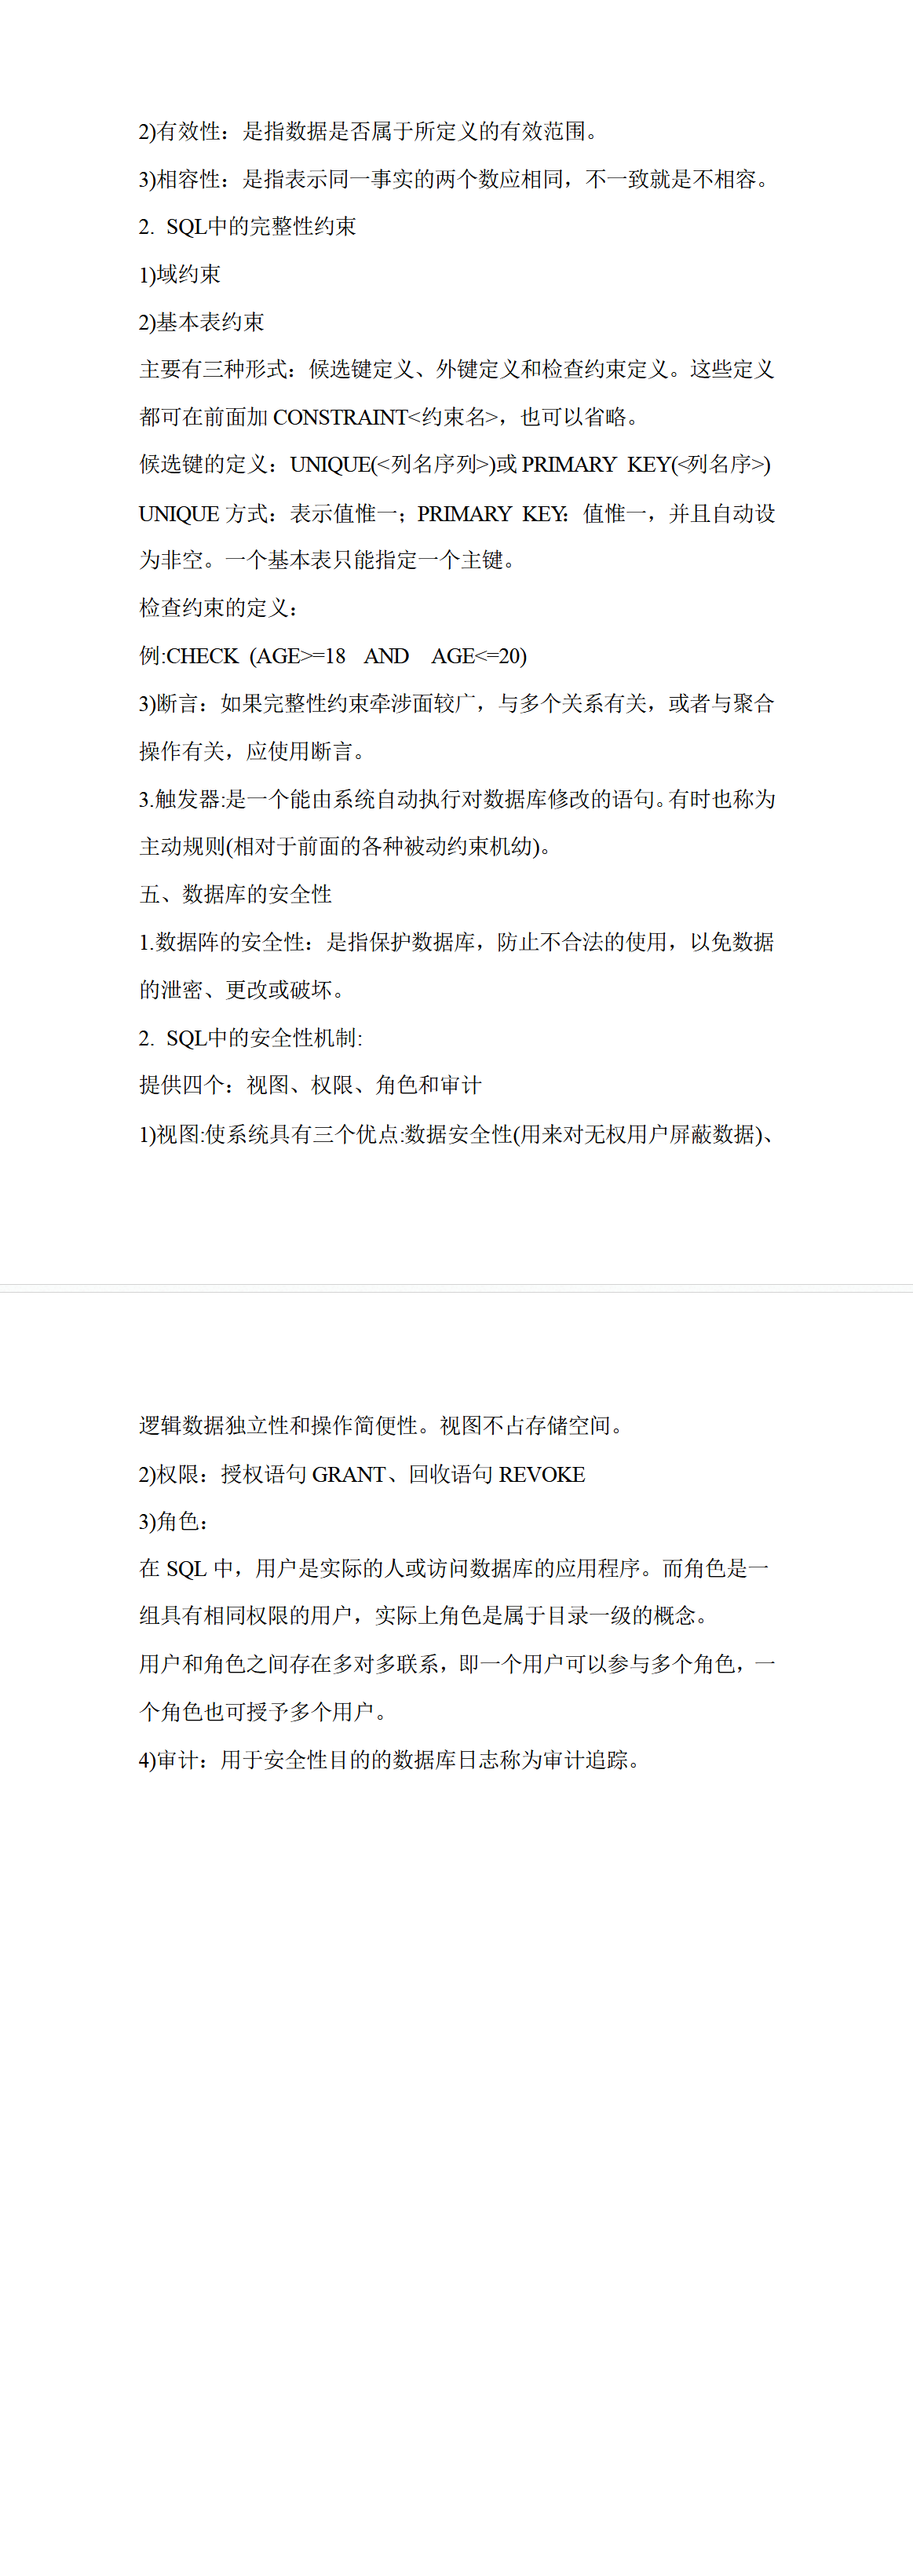 2)有效性：是指数据是否属于所定义的有效范围。
3)相容性：是指表示同一事实的两个数应相同，不一致就是不相容。
2. SQL中的完整性约束
1)域约束
2)基本表约束
主要有三种形式：候选键定义、外键定义和检查约束定义。这些定义
都可在前面加 CONSTRAINT<约束名>，也可以省略。
候选键的定义：UNIQUE(<列名序列>)或 PRIMARY KEY(<列名序>)
UNIQUE 方式：表示值惟一；PRIMARY KEY：值惟一，并且自动设
为非空。一个基本表只能指定一个主键。
检查约束的定义：
例:CHECK (AGE>=18 AND AGE<=20)
3)断言：如果完整性约束牵涉面较广，与多个关系有关，或者与聚合
操作有关，应使用断言。
3.触发器:是一个能由系统自动执行对数据库修改的语句。有时也称为
主动规则(相对于前面的各种被动约束机幼)。
五、数据库的安全性
1.数据阵的安全性：是指保护数据库，防止不合法的使用，以免数据
的泄密、更改或破坏。
2. SQL中的安全性机制:
提供四个：视图、权限、角色和审计
1)视图:使系统具有三个优点:数据安全性(用来对无权用户屏蔽数据)、
逻辑数据独立性和操作简便性。视图不占存储空间。
2)权限：授权语句 GRANT、回收语句 REVOKE
3)角色：
在 SQL 中，用户是实际的人或访问数据库的应用程序。而角色是一
组具有相同权限的用户，实际上角色是属于目录一级的概念。
用户和角色之间存在多对多联系，即一个用户可以参与多个角色，一
个角色也可授予多个用户。
4)审计：用于安全性目的的数据库日志称为审计追踪。